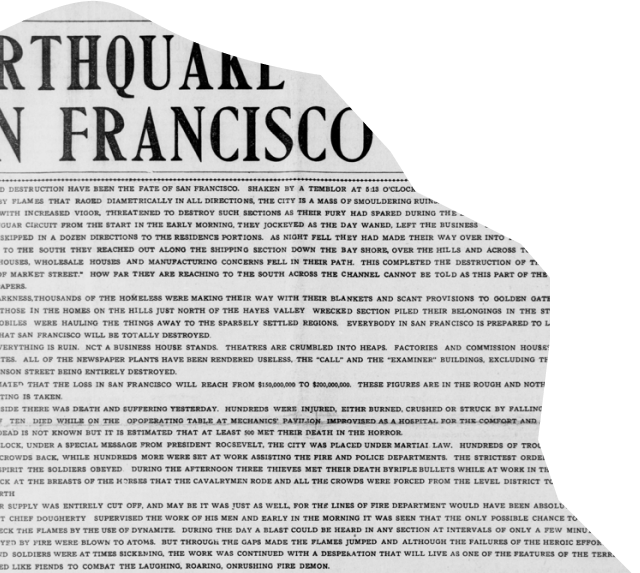 RTHQUAKE
N FRANCISCO
D DESTRUCTION HAVE BEEN THE FATE OF SAN FRANCISCO. SHAKEN BY A TEMBLOR AT 5:13 O'CLOCK
BY FLAMES THAT RAGED DIAMETRICALLY IN ALL DIRECTIONS, THE CITY IS A MASS OF SMOULDERING RUIN
WITH INCREASED VIGOR, THREATENED TO DESTROY SUCH SECTIONS AS THEIR FURY HAD SPARED DURING THE
GUAR CIRCUIT FROM THE START IN THE EARLY MORNING, THEY JOCKEYED AS THE DAY WANED, LEFT THE BUSINESS
SKIPPED IN A DOZEN DIRECTIONS TO THE RESIDENCE PORTIONS. AS NIGHT FELL THEY HAD MADE THEIR WAY OVER INTO
TO THE SOUTH THEY REACHED OUT ALONG THE SHIPPING SECTION DOWN THE BAY SHORE, OVER THE HILLS AND ACROSS T
HOUSES, WHOLESALE HOUSES AND MANUFACTURING CONCERNS FELL IN THEIR PATH. THIS COMPLETED THE DESTRUCTION OF T
OF MARKET STREET." HOW FAR THEY ARE REACHING TO THE SOUTH ACROSS THE CHANNEL CANNOT BE TOLD AS THIS PART OF THE
APERS.
ARKNESS, THOUSANDS OF THE HOMELESS WERE MAKING THEIR WAY WITH THEIR BLANKETS AND SCANT PROVISIONS TO GOLDEN GATE
THOSE IN THE HOMES ON THE HILLS JUST NORTH OF THE HAYES VALLEY WRECKED SECTION PILED THEIR BELONGINGS IN THE ST
OBILES WERE HAULING THE THINGS AWAY TO THE SPARSELY SETTLED REGIONS. EVERYBODY IN SAN FRANCISCO IS PREPARED TO L
HAT SAN FRANCISCO WILL BE TOTALLY DESTROYED.
VERYTHING IS RUIN. NCT A BUSINESS HOUSE STANDS. THEATRES ARE CRUMBLED INTO HEAPS. FACTORIES AND COMMISSION HOUS
TES. ALL OF THE NEWSPAPER PLANTS HAVE BEEN RENDERED USELESS, THE "CALL" AND THE "EXAMINER" BUILDINGS, EXCLUDING TH
NSON STREET BEING ENTIRELY DESTROYED.
MATED THAT THE LOSS IN SAN FRANCISCO WILL REACH FROM $150,000,000 TO $200,000,000. THESE FIGURES ARE IN THE ROUGH AND NOTH
TING IS TAKEN.
SIDE THERE WAS DEATH AND SUFFERING YESTERDAY. HUNDREDS WERE INJURED, EITHR BURNED, CRUSHED OR STRUCK BY FALLING
TEN DIED WHILE ON THE OPOPERATING TABLE AT MECHANICS' PAVILION IMPROVISED AS A HOSPITAL FOR THE COMFORT AND
DEAD IS NOT KNOWN BUT IT IS ESTIMATED THAT AT LEAST 500 MET THEIR DEATH IN THE HORROR.
LOCK, UNDER A SPECIAL MESSAGE FROM PRESIDENT ROCSEVELT, THE CITY WAS PLACED UNDER MARTIAL LAW. HUNDREDS OF TROO
CROWDS BACK, WHILE HUNDREDS MORE WERE SET AT WORK ASSISTING THE FIRE AND POLICE DEPARTMENTS. THE STRICTEST ORDE
SPIRIT THE SOLDIERS OBEYED. DURING THE AFTERNOON THREE THIEVES MET THEIR DEATH BY RIFLE BULLETS WHILE AT WORK IN TH
CK AT THE BREASTS OF THE HORSES THAT THE CAVALRYMEN RODE AND ALL THE CROWDS WERE FORCED FROM THE LEVEL DISTRICT TO
RTH
R SUPPLY WAS ENTIRELY CUT OFF, AND MAY BE IT WAS JUST AS WELL, FOR THE LINES OF FIRE DEPARTMENT WOULD HAVE BEEN ABSOL
T CHIEF DOUGHERTY SUPERVISED THE WORK OF HIS MEN AND EARLY IN THE MORNING IT WAS SEEN THAT THE ONLY POSSIBLE CHANCE TO
ECK THE FLAMES BY THE USE OF DYNAMITE. DURING THE DAY A BLAST COULD BE HEARD IN ANY SECTION AT INTERVALS OF ONLY A FEW MINU
YED BY FIRE WERE BLOWN TO ATOMS. BUT THROUGH THE GAPS MADE THE FLAMES JUMPED AND ALTHOUGH THE FAILURES OF THE HEROIC EFFOR
D SOLDIERS WERE AT TIMES SICKENING, THE WORK WAS CONTINUED WITH A DESPERATION THAT WILL LIVE AS ONE OF THE FEATURES OF THE TERR
ED LIKE FIENDS TO COMBAT THE LAUGHING, ROARING, ONRUSHING FIRE DEMON.